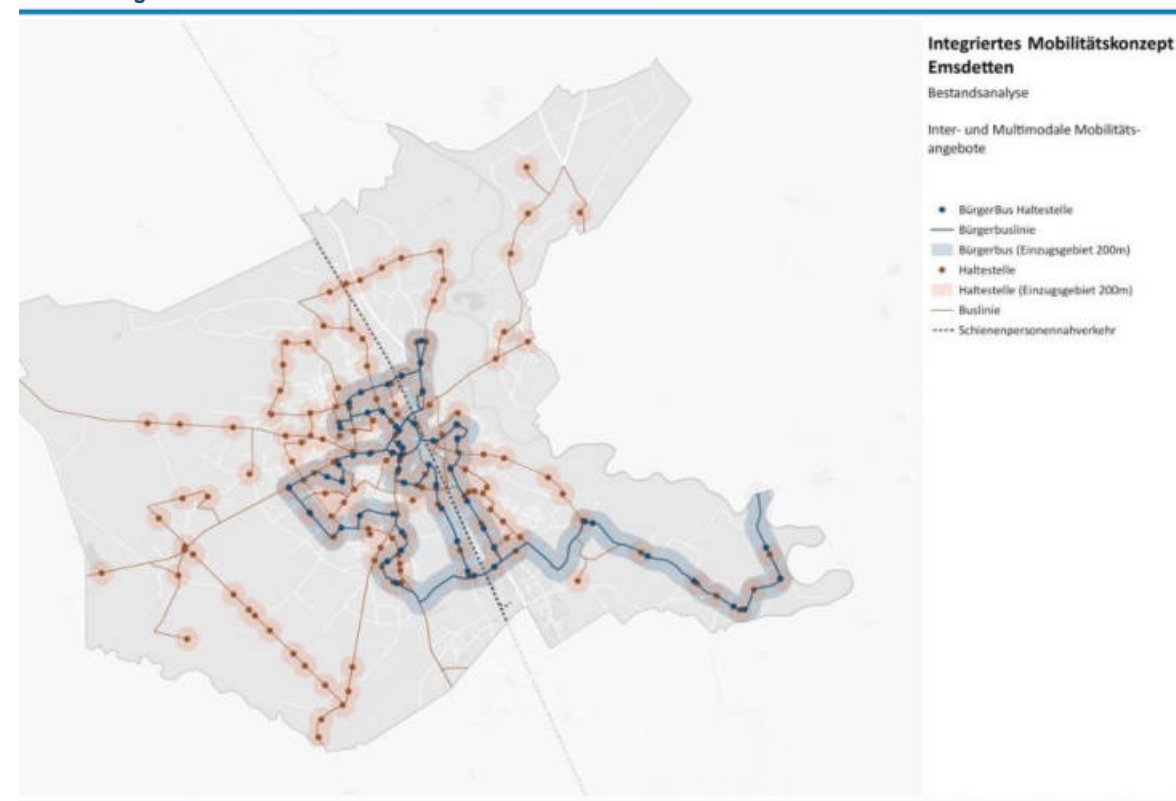 Integriertes Mobilitätskonzept
Emsdetten
Bestandsanalyse
Inter- und Multimodale Mobilitäts-
angebote
BürgerBus Haltestelle
Bürgerbuslinie
Bürgerbus (Einzugsgebiet 200m)
Haltestelle
Haltestelle (Einzugsgebiet 200m)
Buslinie
Schienenpersonennahverkehr